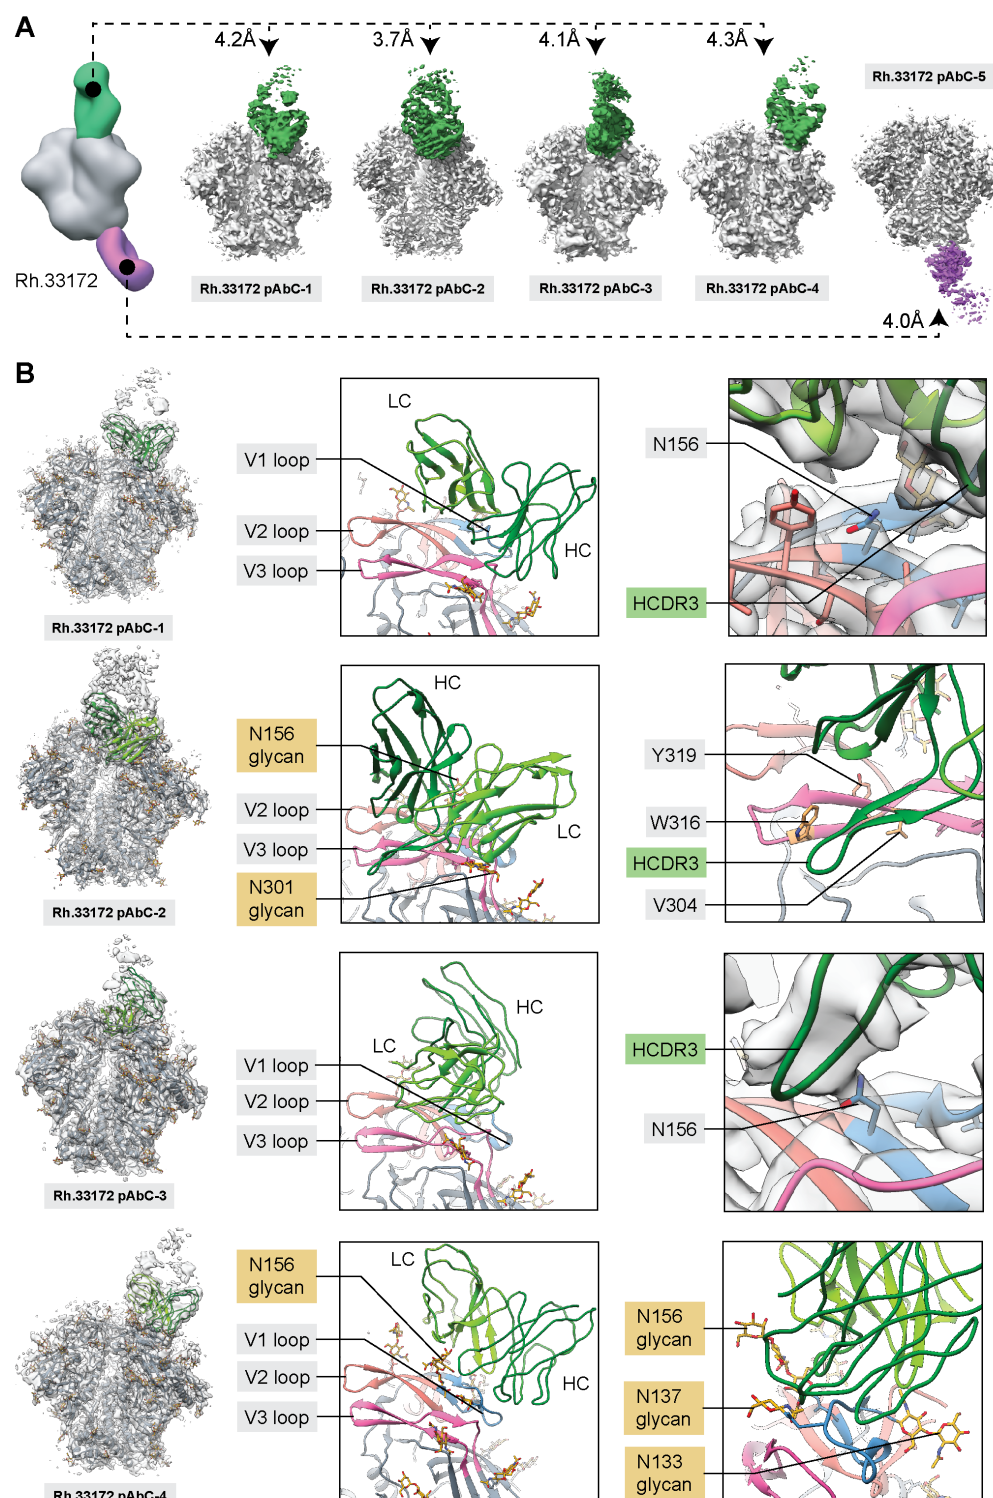 A
4.2Å
3.7Å
4.1Å
4.3Å
Rh.33172 pAbC-5
Rh.33172
Rh.33172 pAbC-1
Rh.33172 pAbC-2
Rh.33172 pAbC-3
Rh.33172 pAbC-4
4.0Å
B
Rh.33172 pAbC-1
V1 loop
V2 loop
V3 loop
LC
HC
N156
HCDR3
Rh.33172 pAbC-2
N156
glycan
V2 loop
V3 loop
N301
glycan
HC
LC
Y319
W316
HCDR3
V304
Rh.33172 pAbC-3
V1 loop
V2 loop
V3 loop
LC
HC
HCDR3
N156
Rh.33172 pAbC-4
N156
glycan
V1 loop
V2 loop
V3 loop
LC
HC
N156
glycan
N137
glycan
N133
glycan